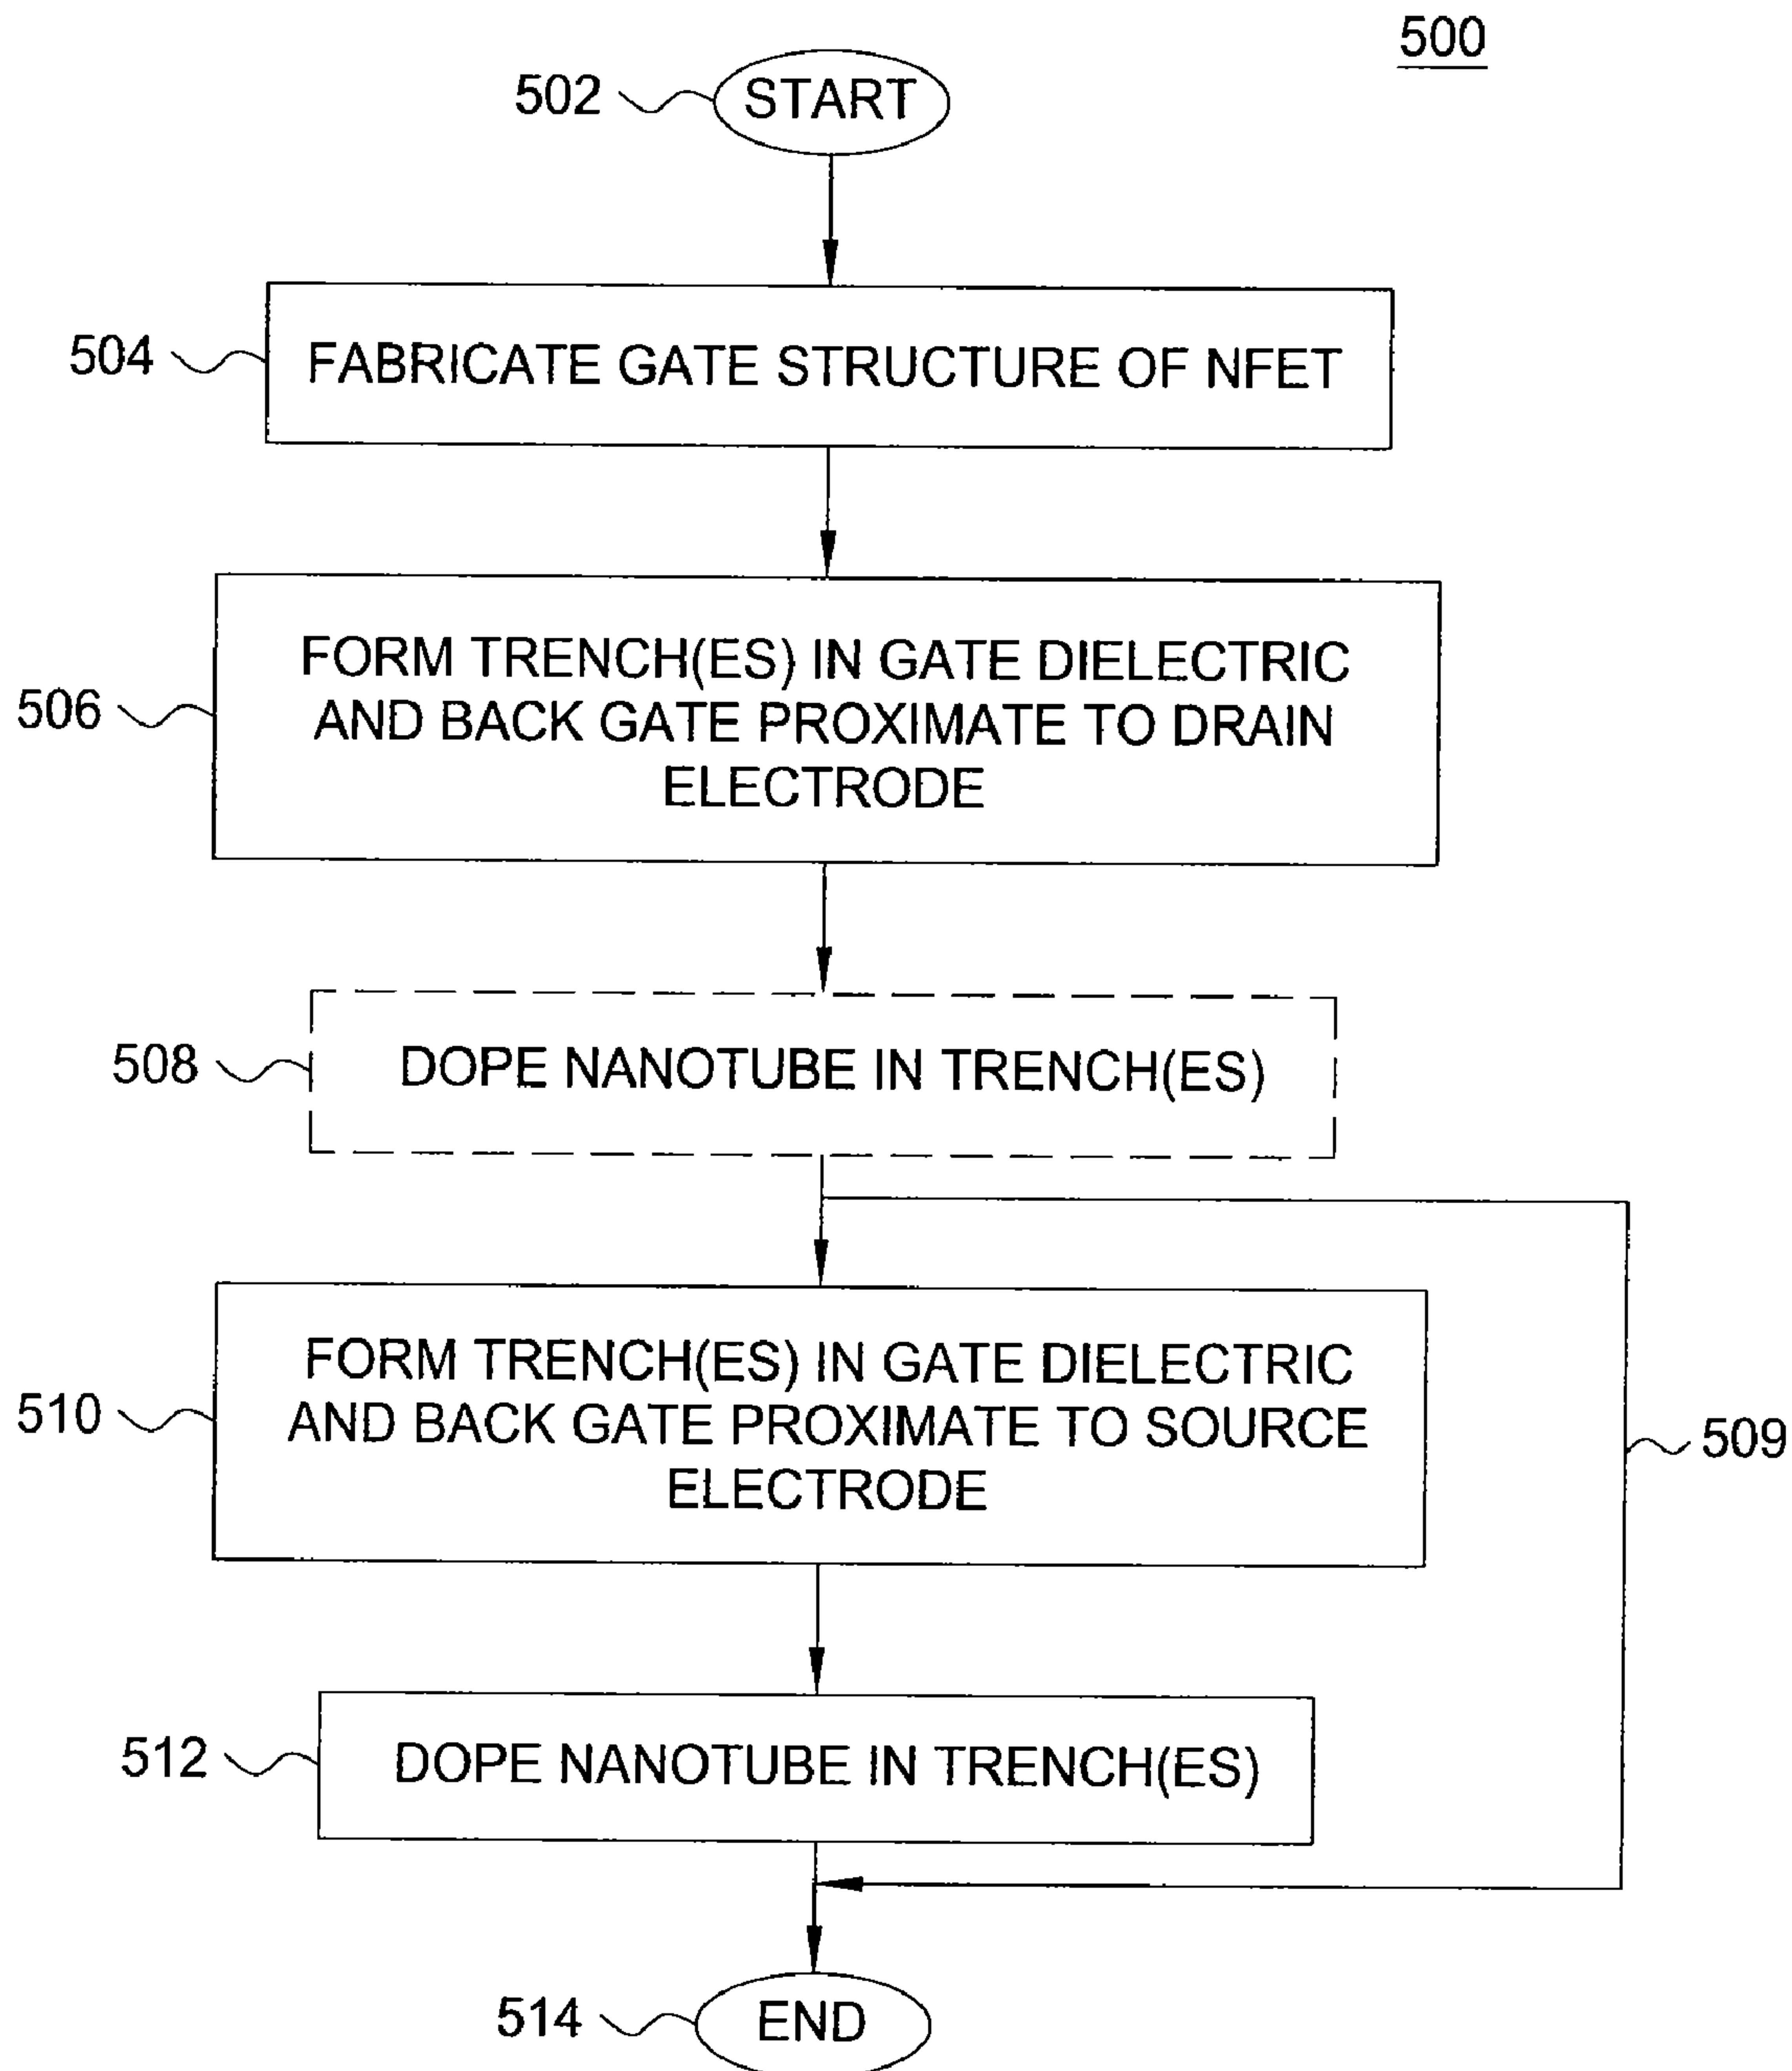 500
502
START
504
FABRICATE GATE STRUCTURE OF NFET
506
FORM TRENCH(ES) IN GATE DIELECTRIC
AND BACK GATE PROXIMATE TO DRAIN
ELECTRODE
508
DOPE NANOTUBE IN TRENCH(ES)
510
FORM TRENCH(ES) IN GATE DIELECTRIC
AND BACK GATE PROXIMATE TO SOURCE
ELECTRODE
509
512
DOPE NANOTUBE IN TRENCH(ES)
514
END